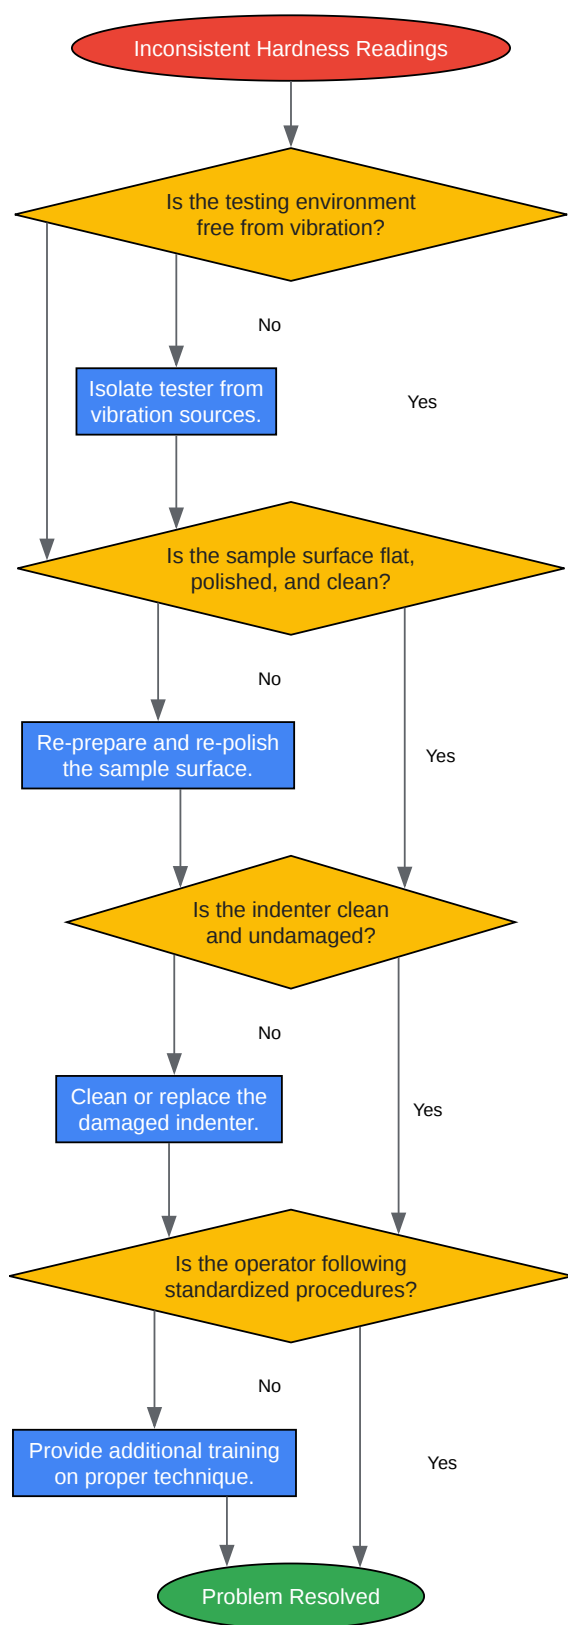 Inconsistent Hardness Readings
Is the testing environment
free from vibration?
No
Isolate tester from
vibration sources.
Yes
Is the sample surface flat,
polished, and clean?
No
Re-prepare and re-polish
the sample surface.
Yes
Is the indenter clean
and undamaged?
No
Clean or replace the
damaged indenter.
Yes
Is the operator following
standardized procedures?
No
Provide additional training
on proper technique.
Yes
Problem Resolved